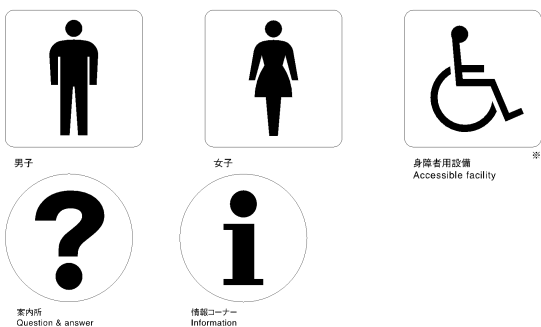 男子
女子
身障者用設備
Accessible facility
※
案内所
Question & answer
情報コーナー
Information